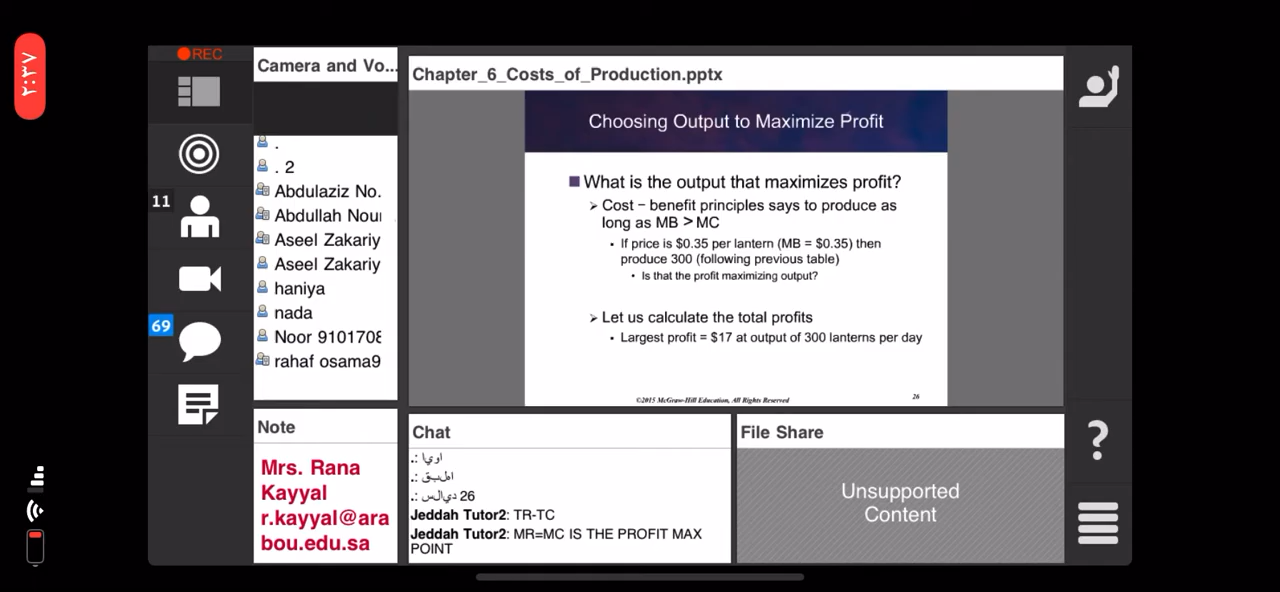 ٢:٣٧
REC
11
69
Camera and Vo...
.
. 2
Abdulaziz No.
Abdullah Nour
Aseel Zakariy
Aseel Zakariy
haniya
nada
Noor 9101708
rahaf osama9
Note
Mrs. Rana
Kayyal
r.kayyal@ara
bou.edu.sa
Chapter_6_Costs_of_Production.pptx
Choosing Output to Maximize Profit
What is the output that maximizes profit?
Cost – benefit principles says to produce as
long as MB > MC
If price is $0.35 per lantern (MB = $0.35) then
produce 300 (following previous table)
Is that the profit maximizing output?
Let us calculate the total profits
Largest profit = $17 at output of 300 lanterns per day
©2015 McGraw-Hill Education, All Rights Reserved
26
Chat
.: اويا
.: اهلبق
.: سلايد 26
Jeddah Tutor2: TR-TC
Jeddah Tutor2: MR=MC IS THE PROFIT MAX
POINT
File Share
Unsupported
Content
?